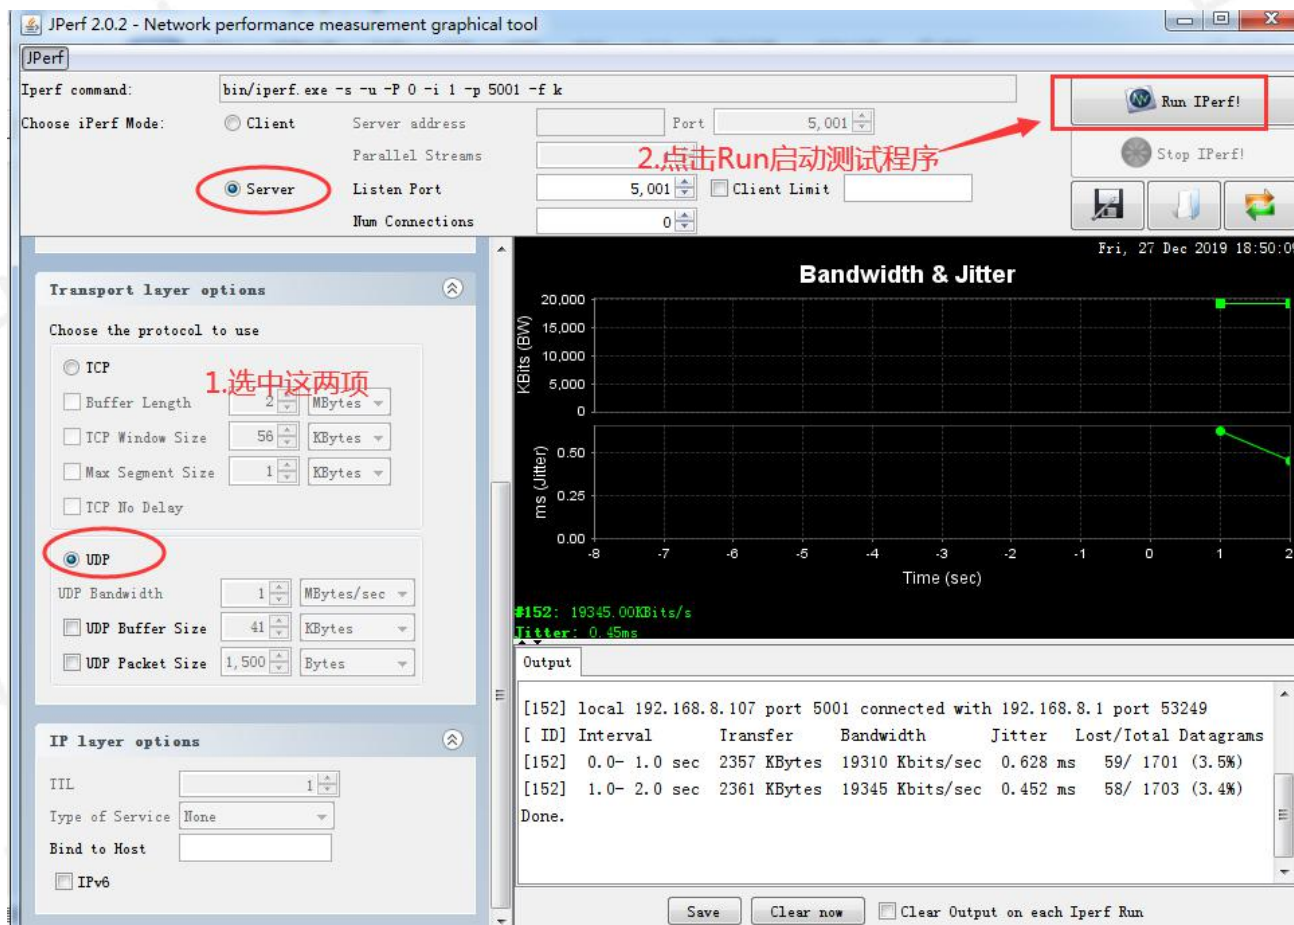 JPerf 2.0.2 - Network performance measurement graphical tool
JPerf
Iperf command: bin/iperf.exe -s -u -P 0 -i 1 -p 5001 -f k
Run IPerf!
Choose iPerf Mode: Client Server address Port 5,001
Parallel Streams
2.点击Run启动测试程序
Stop IPerf!
Server Listen Port 5,001 Client Limit
Num Connections 0
Transport layer options
Choose the protocol to use
TCP
1.选中这两项
Buffer Length 2 MBytes
TCP Window Size 56 KBytes
Max Segment Size 1 KBytes
TCP No Delay
UDP
UDP Bandwidth 1 MBytes/sec
UDP Buffer Size 41 KBytes
UDP Packet Size 1,500 Bytes
IP layer options
TTL 1
Type of Service None
Bind to Host
IPv6
Fri, 27 Dec 2019 18:50:09
Bandwidth & Jitter
KBits (BW)
20,000
15,000
10,000
5,000
0
ms (Jitter)
0.50
0.25
0.00
-8 -7 -6 -5 -4 -3 -2 -1 0 1 2
Time (sec)
#152: 19345.00KBits/s
Jitter: 0.45ms
Output
[152] local 192.168.8.107 port 5001 connected with 192.168.8.1 port 53249
[ ID] Interval Transfer Bandwidth Jitter Lost/Total Datagrams
[152] 0.0- 1.0 sec 2357 KBytes 19310 Kbits/sec 0.628 ms 59/ 1701 (3.5%)
[152] 1.0- 2.0 sec 2361 KBytes 19345 Kbits/sec 0.452 ms 58/ 1703 (3.4%)
Done.
Save Clear now Clear Output on each Iperf Run